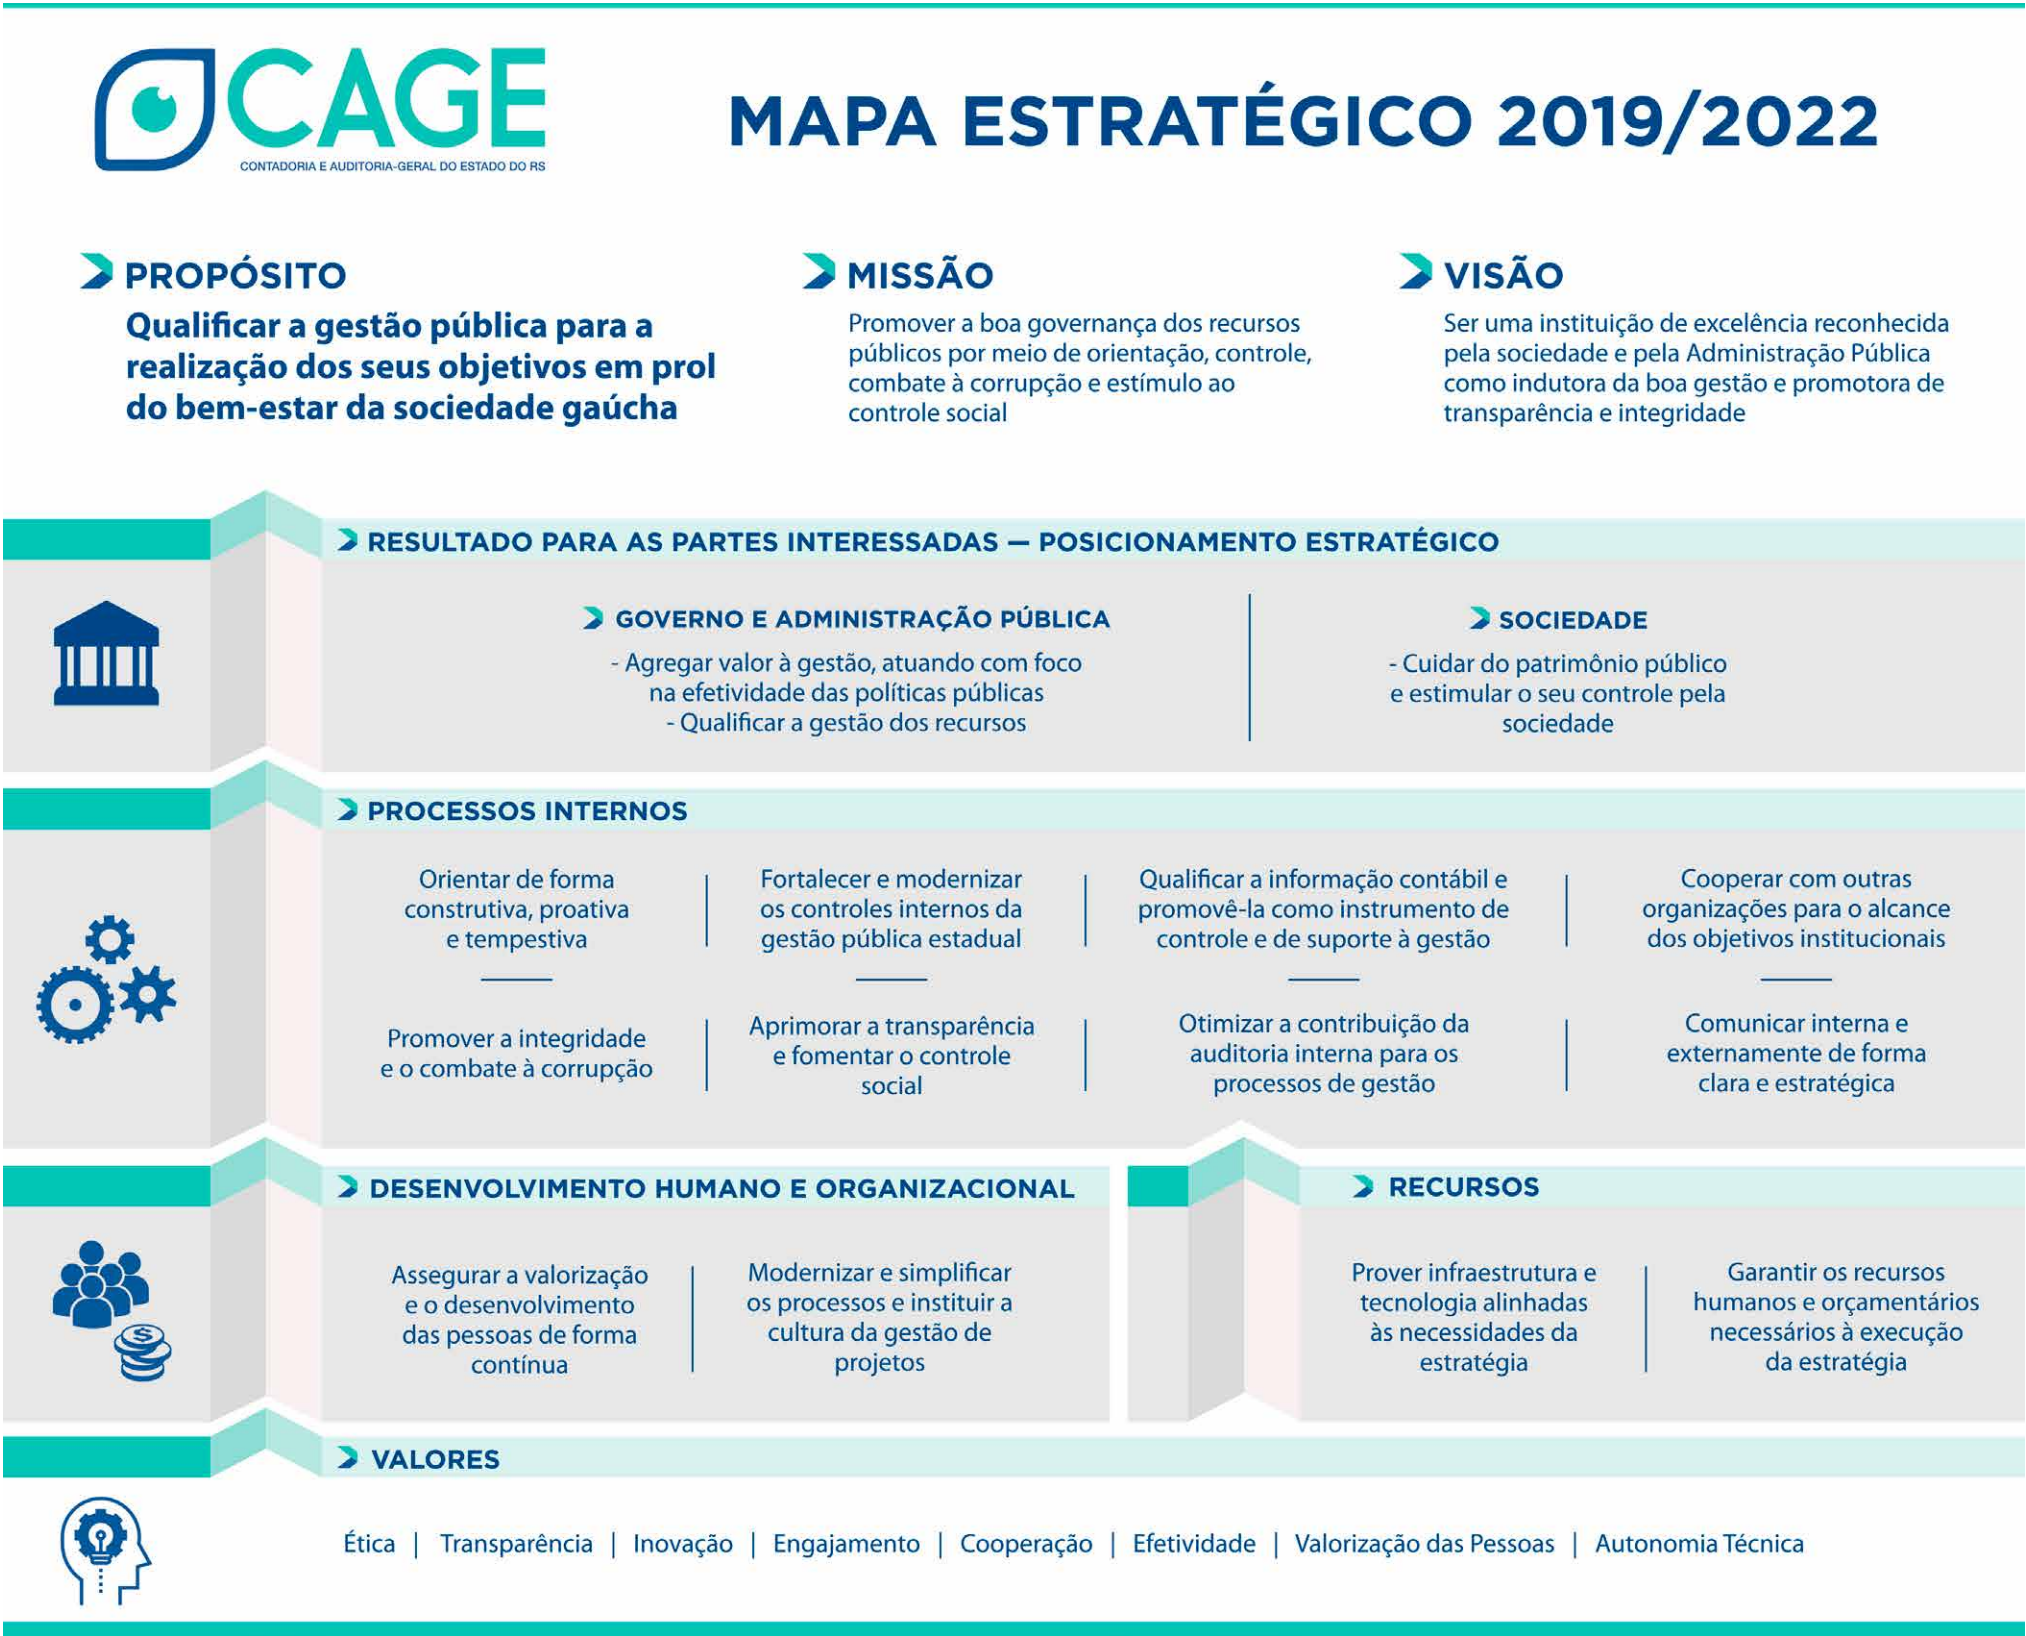 CAGE
CONTADORIA E AUDITORIA-GERAL DO ESTADO DO RS
MAPA ESTRATÉGICO 2019/2022
PROPÓSITO
Qualificar a gestão pública para a
realização dos seus objetivos em prol
do bem-estar da sociedade gaúcha
MISSÃO
Promover a boa governança dos recursos
públicos por meio de orientação, controle,
combate à corrupção e estímulo ao
controle social
VISÃO
Ser uma instituição de excelência reconhecida
pela sociedade e pela Administração Pública
como indutora da boa gestão e promotora de
transparência e integridade
RESULTADO PARA AS PARTES INTERESSADAS — POSICIONAMENTO ESTRATÉGICO
GOVERNO E ADMINISTRAÇÃO PÚBLICA
- Agregar valor à gestão, atuando com foco
na efetividade das políticas públicas
- Qualificar a gestão dos recursos
SOCIEDADE
- Cuidar do patrimônio público
e estimular o seu controle pela
sociedade
PROCESSOS INTERNOS
Orientar de forma
construtiva, proativa
e tempestiva
Fortalecer e modernizar
os controles internos da
gestão pública estadual
Qualificar a informação contábil e
promovê-la como instrumento de
controle e de suporte à gestão
Cooperar com outras
organizações para o alcance
dos objetivos institucionais
Promover a integridade
e o combate à corrupção
Aprimorar a transparência
e fomentar o controle
social
Otimizar a contribuição da
auditoria interna para os
processos de gestão
Comunicar interna e
externamente de forma
clara e estratégica
DESENVOLVIMENTO HUMANO E ORGANIZACIONAL
Assegurar a valorização
e o desenvolvimento
das pessoas de forma
contínua
Modernizar e simplificar
os processos e instituir a
cultura da gestão de
projetos
RECURSOS
Prover infraestrutura e
tecnologia alinhadas
às necessidades da
estratégia
Garantir os recursos
humanos e orçamentários
necessários à execução
da estratégia
$
VALORES
Ética | Transparência | Inovação | Engajamento | Cooperação | Efetividade | Valorização das Pessoas | Autonomia Técnica